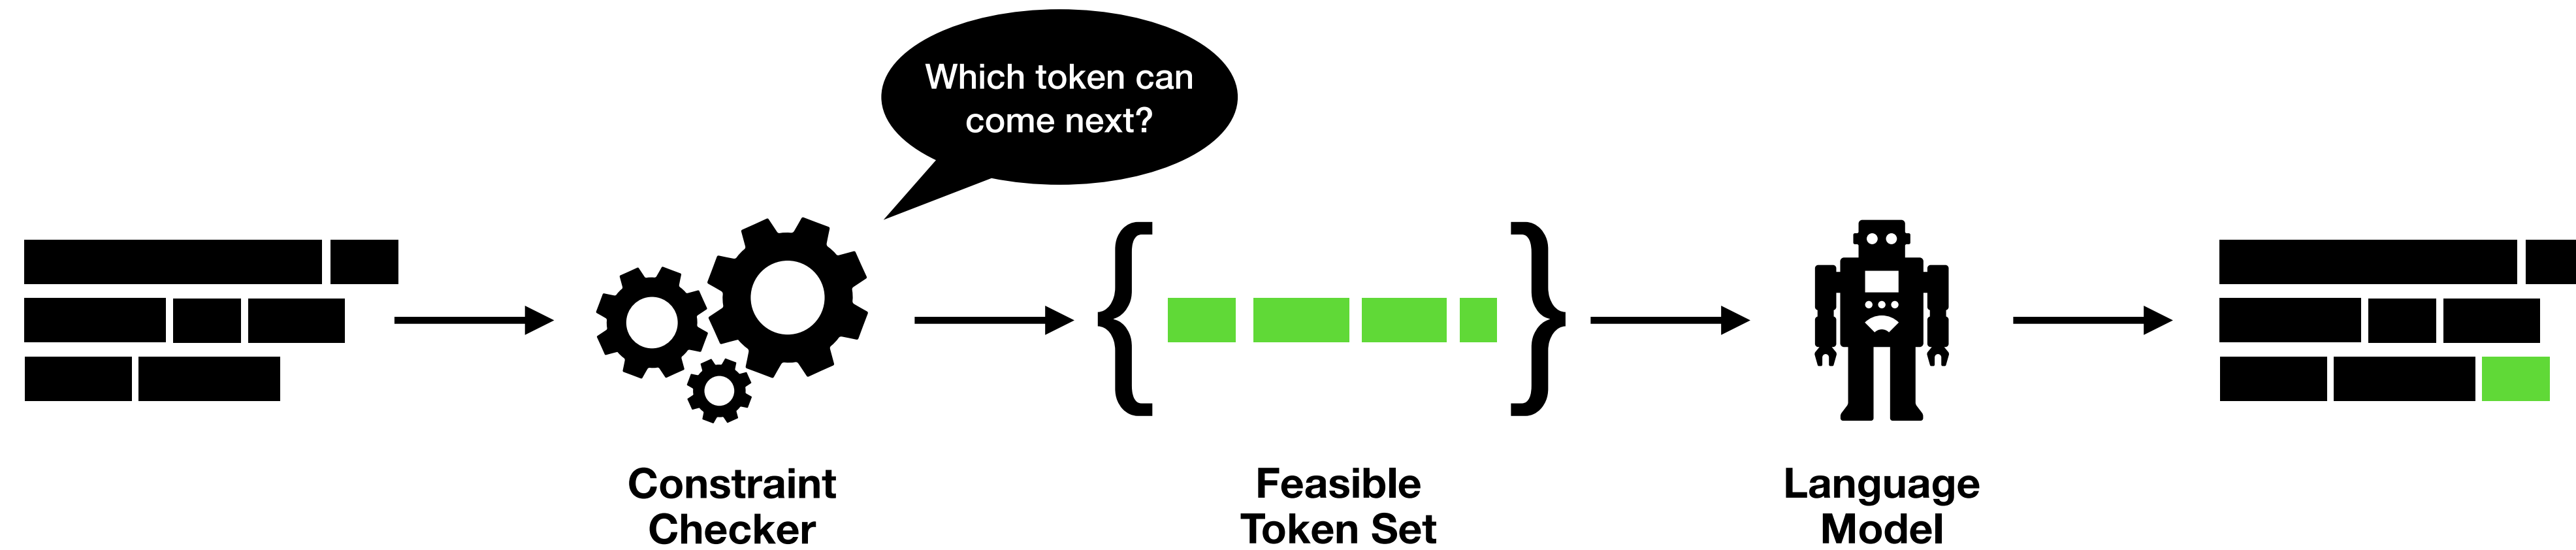 Which token can
come next?
Constraint
Checker
Feasible
Token Set
Language
Model